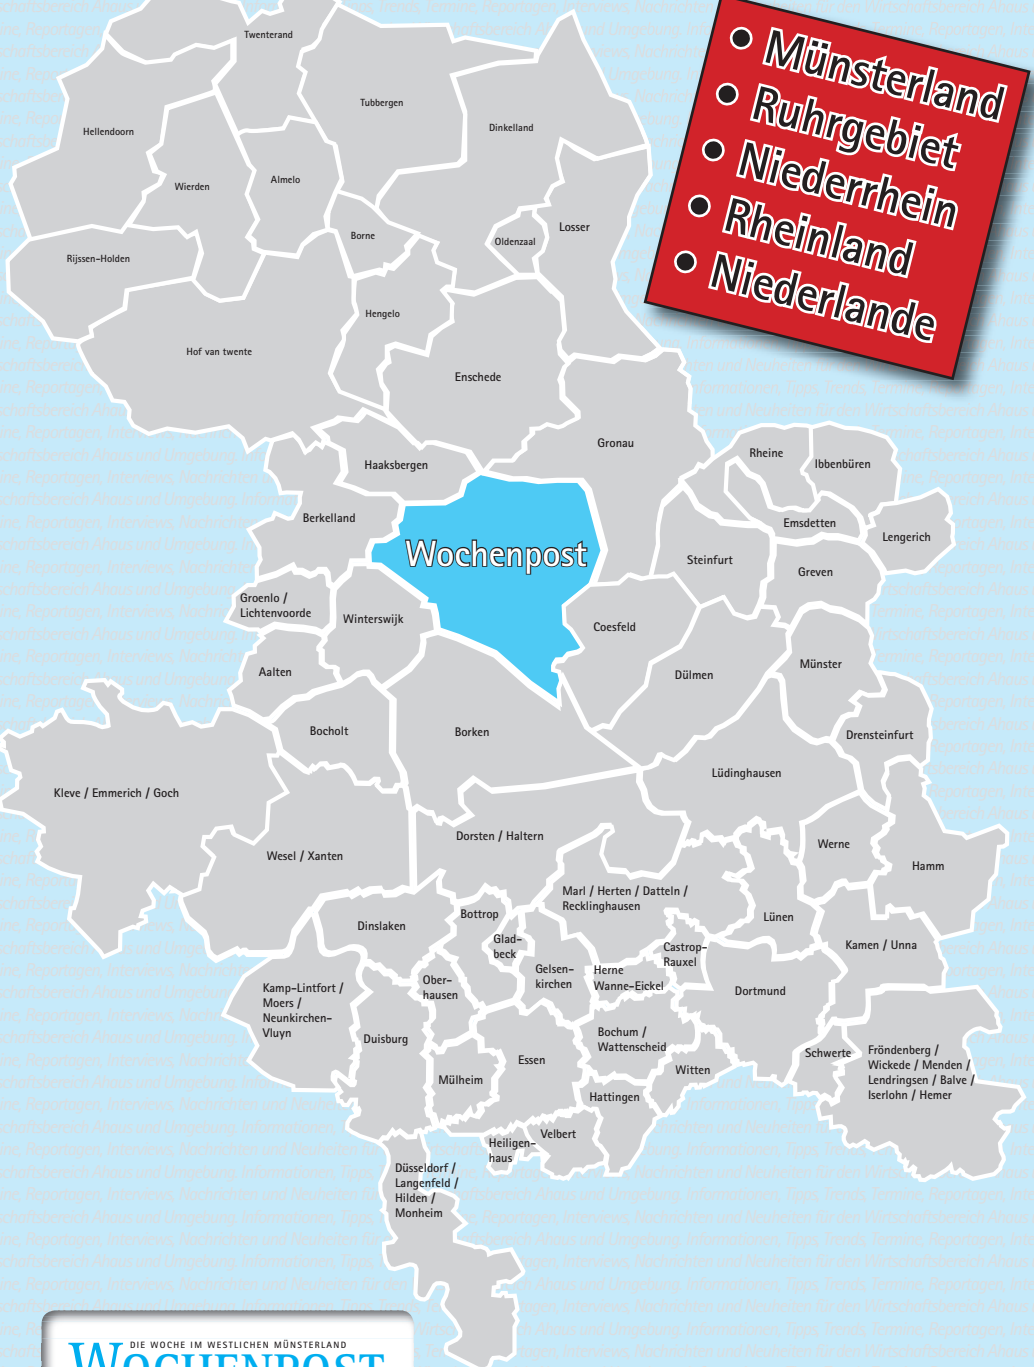 Münsterland
Ruhrgebiet
Niederrhein
Rheinland
Niederlande
Twenterand
Tubbergen
Hellendoorn
Dinkelland
Wierden
Almelo
Borne
Oldenzaal
Losser
Rijssen-Holden
Hengelo
Hof van twente
Enschede
Gronau
Rheine
Ibbenbüren
Haaksbergen
Berkelland
Emsdetten
Lengerich
Wochenpost
Steinfurt
Greven
Groenlo /
Lichtenvoorde
Winterswijk
Coesfeld
Aalten
Dülmen
Münster
Bocholt
Borken
Drensteinfurt
Lüdinghausen
Kleve / Emmerich / Goch
Dorsten / Haltern
Werne
Wesel / Xanten
Hamm
Marl / Herten / Datteln /
Recklinghausen
Bottrop
Lünen
Dinslaken
Glad-
beck
Castrop-
Rauxel
Kamen / Unna
Gelsen-
kirchen
Herne
Wanne-Eickel
Ober-
hausen
Dortmund
Kamp-Lintfort /
Moers /
Neunkirchen-
Vluyn
Duisburg
Essen
Bochum /
Wattenscheid
Schwerte
Fröndenberg /
Wickede / Menden /
Lendringsen / Balve /
Iserlohn / Hemer
Mülheim
Witten
Hattingen
Velbert
Heiligen-
haus
Düsseldorf /
Langenfeld /
Hilden /
Monheim
DIE WOCHE IM WESTLICHEN MÜNSTERLAND
WOCHENPOST